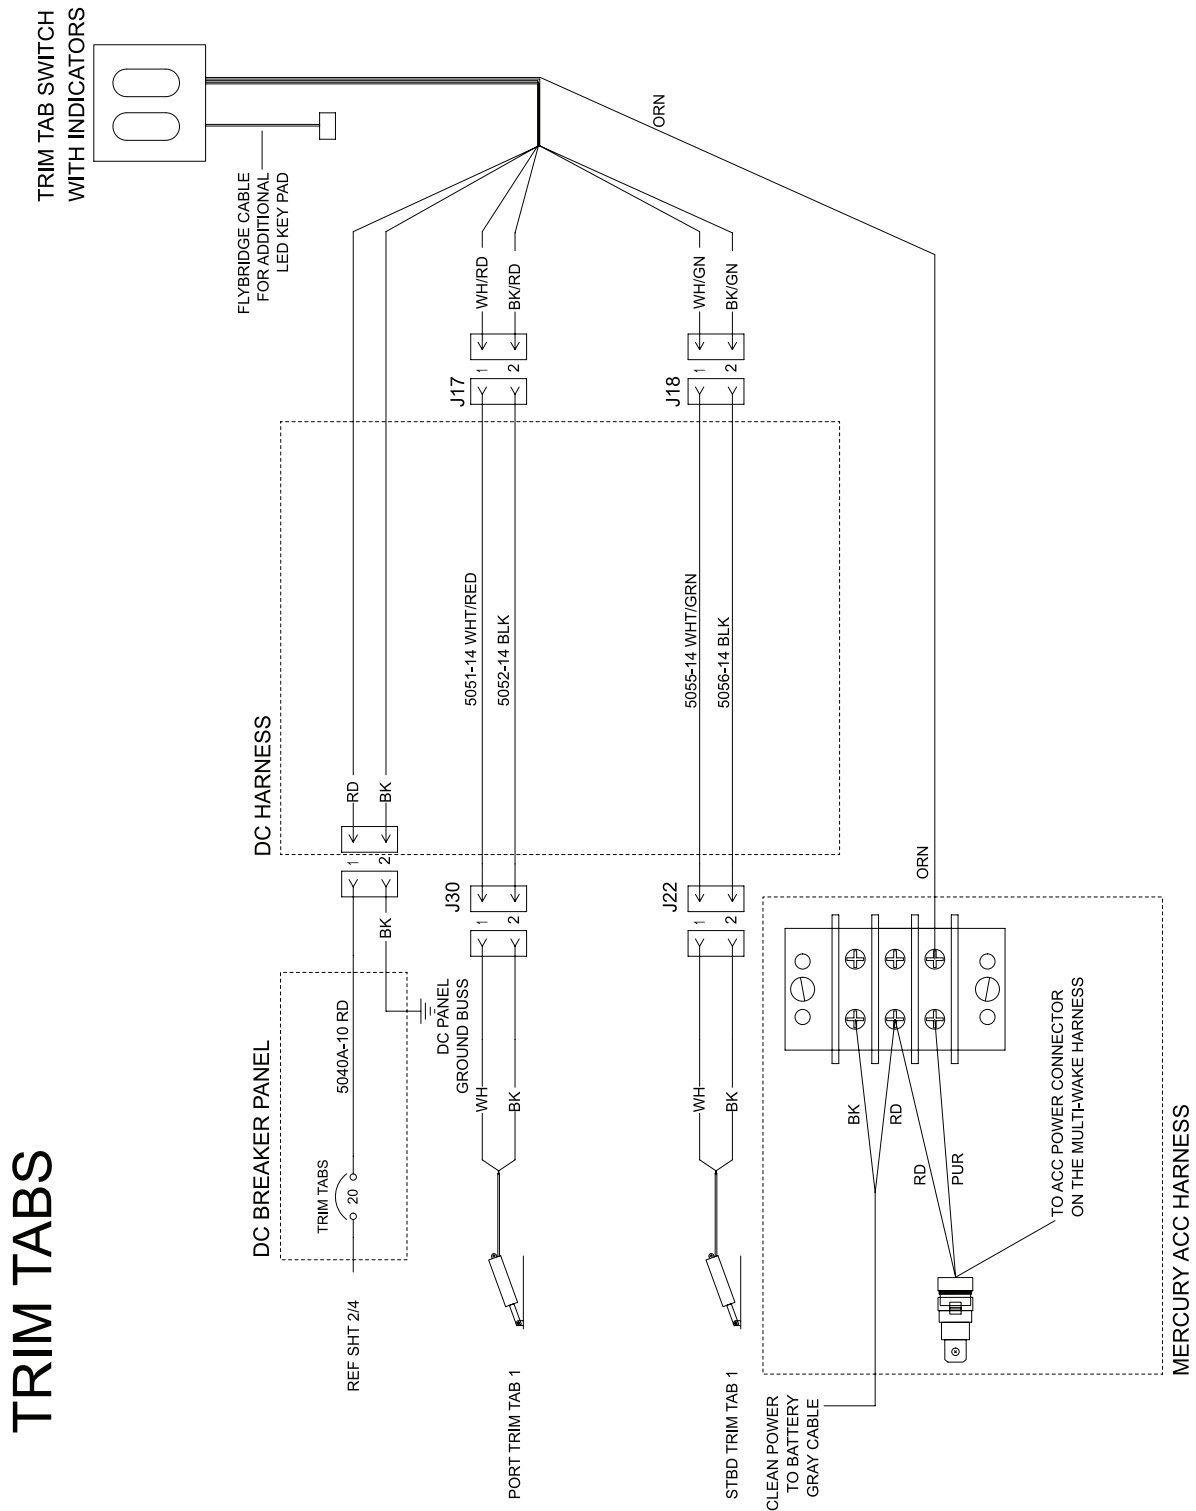 TRIM TABS
REF SHT 2/4
DC BREAKER PANEL
TRIM TABS
20
5040A-10 RD
BK
DC PANEL
GROUND BUSS
1
2
DC HARNESS
RD
BK
FLYBRIDGE CABLE
FOR ADDITIONAL
LED KEY PAD
TRIM TAB SWITCH
WITH INDICATORS
PORT TRIM TAB 1
WH
BK
J30
1
2
5051-14 WHT/RED
5052-14 BLK
J17
1
2
WH/RD
BK/RD
STBD TRIM TAB 1
WH
BK
J22
1
2
5055-14 WHT/GRN
5056-14 BLK
J18
1
2
WH/GN
BK/GN
ORN
CLEAN POWER
TO BATTERY
GRAY CABLE
BK
RD
RD
PUR
ORN
TO ACC POWER CONNECTOR
ON THE MULTI-WAKE HARNESS
MERCURY ACC HARNESS